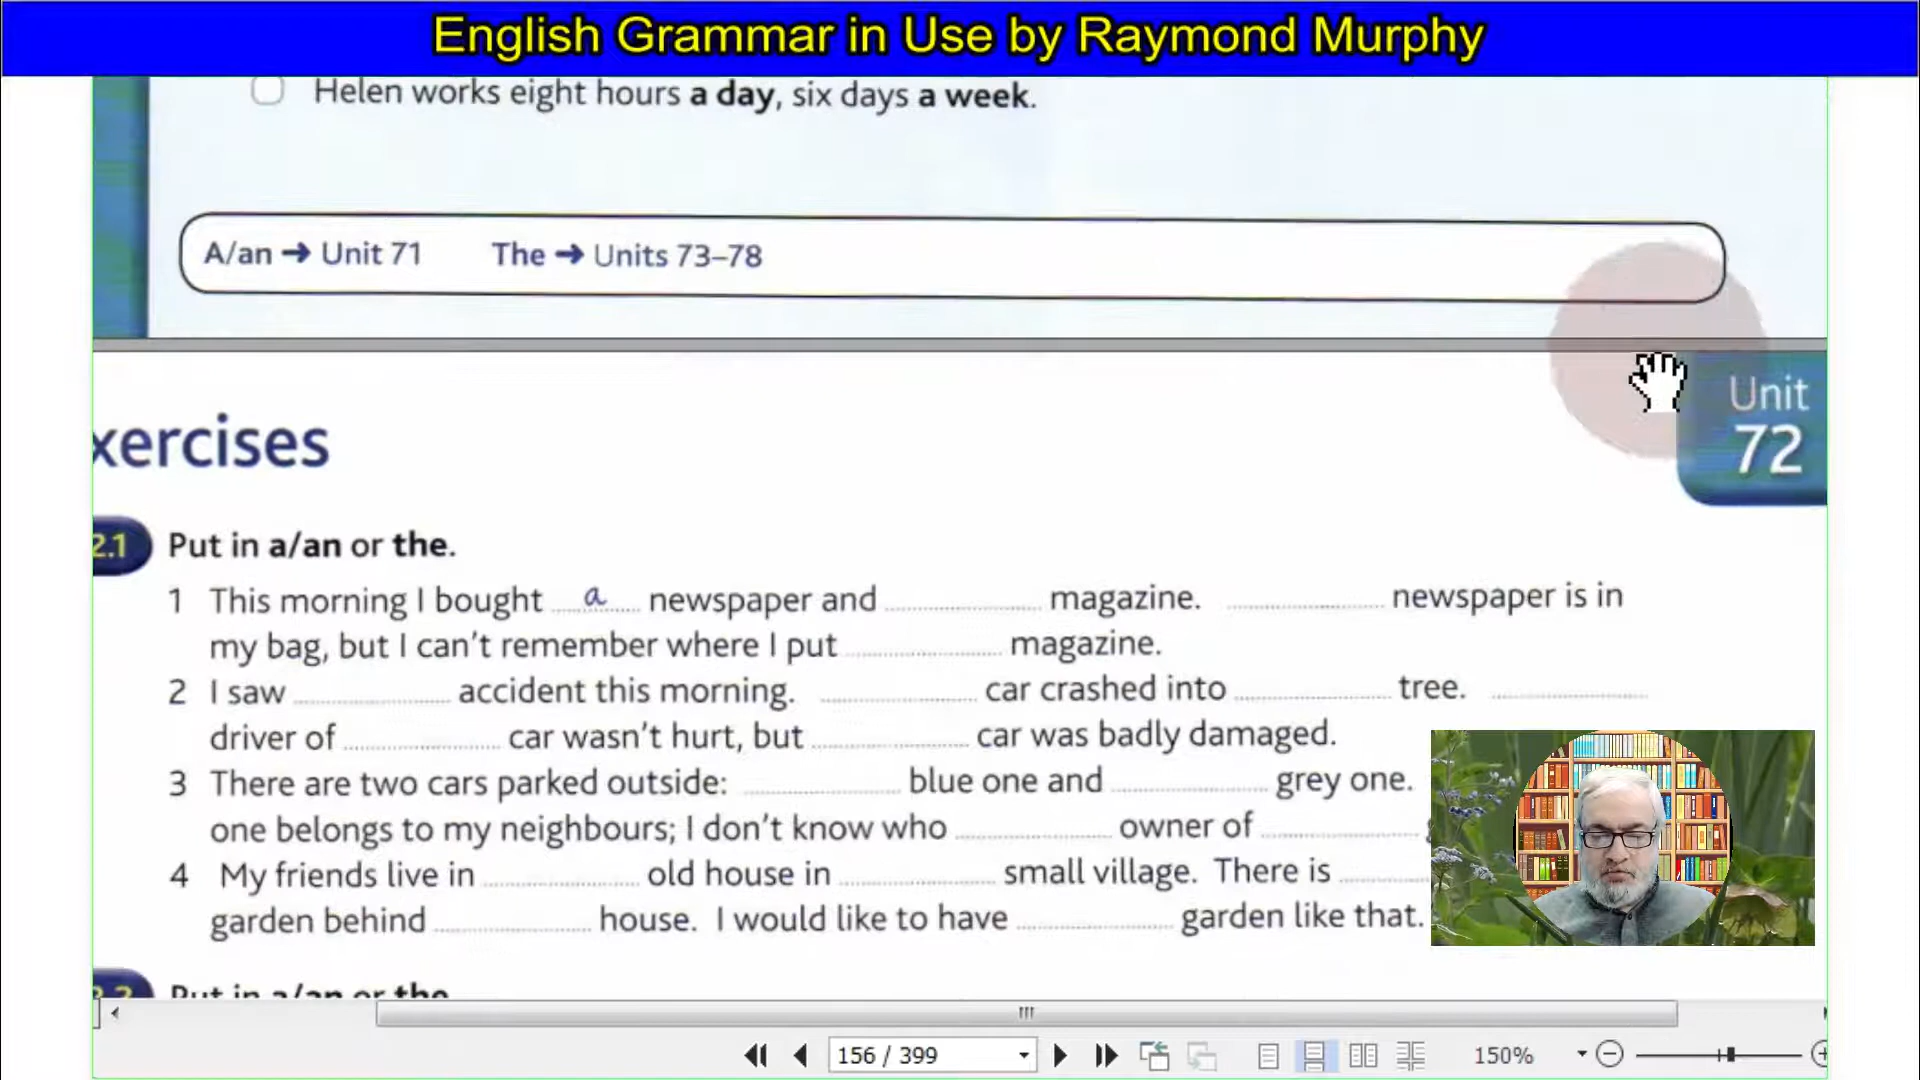 English Grammar in Use by Raymond Murphy
Helen works eight hours a day, six days a week.
A/an → Unit 71 The → Units 73–78
Unit
72
xercises
2.1 Put in a/an or the.
1 This morning I bought a newspaper and ............ magazine. ............ newspaper is in
my bag, but I can't remember where I put ............ magazine.
2 I saw ............ accident this morning. ............ car crashed into ............ tree. ............
driver of ............ car wasn't hurt, but ............ car was badly damaged.
3 There are two cars parked outside: ............ blue one and ............ grey one.
one belongs to my neighbours; I don't know who ............ owner of ............
4 My friends live in ............ old house in ............ small village. There is ............
garden behind ............ house. I would like to have ............ garden like that.
Put in a/an or the
156 / 399
150%